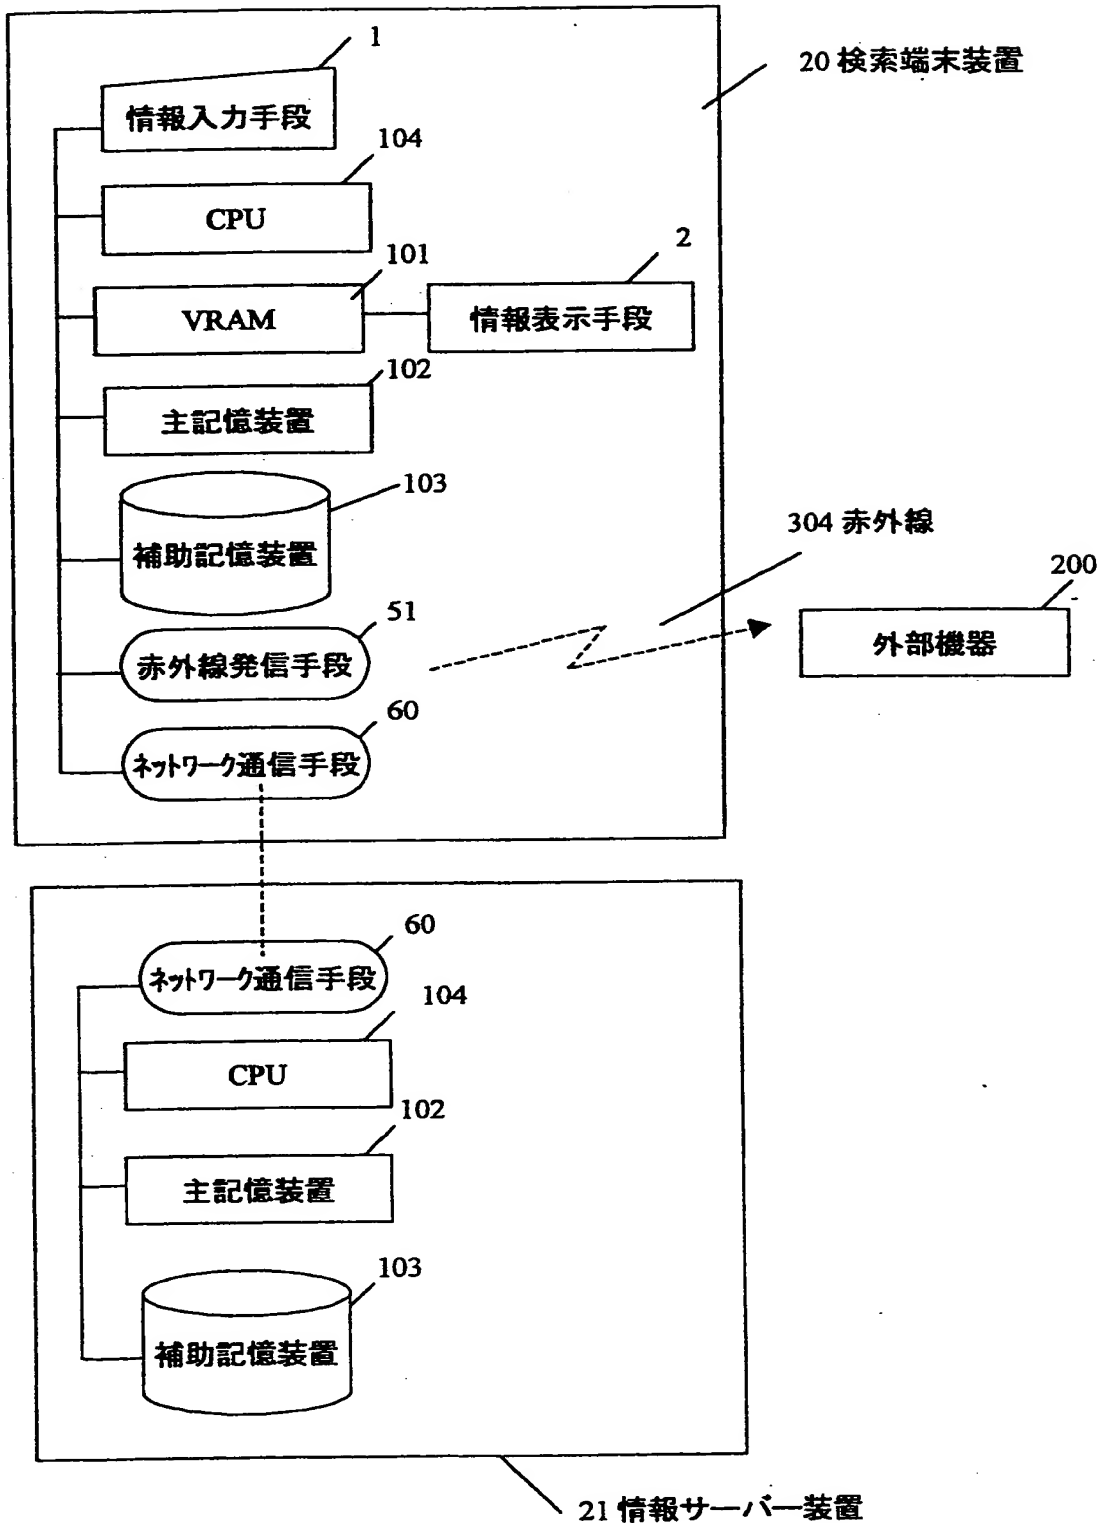 1
20 検索端末装置
情報入力手段
104
CPU
101
2
VRAM
情報表示手段
102
主記憶装置
103
補助記憶装置
304 赤外線
200
外部機器
51
赤外線発信手段
60
ネットワーク通信手段
60
ネットワーク通信手段
104
CPU
102
主記憶装置
103
補助記憶装置
21 情報サーバー装置